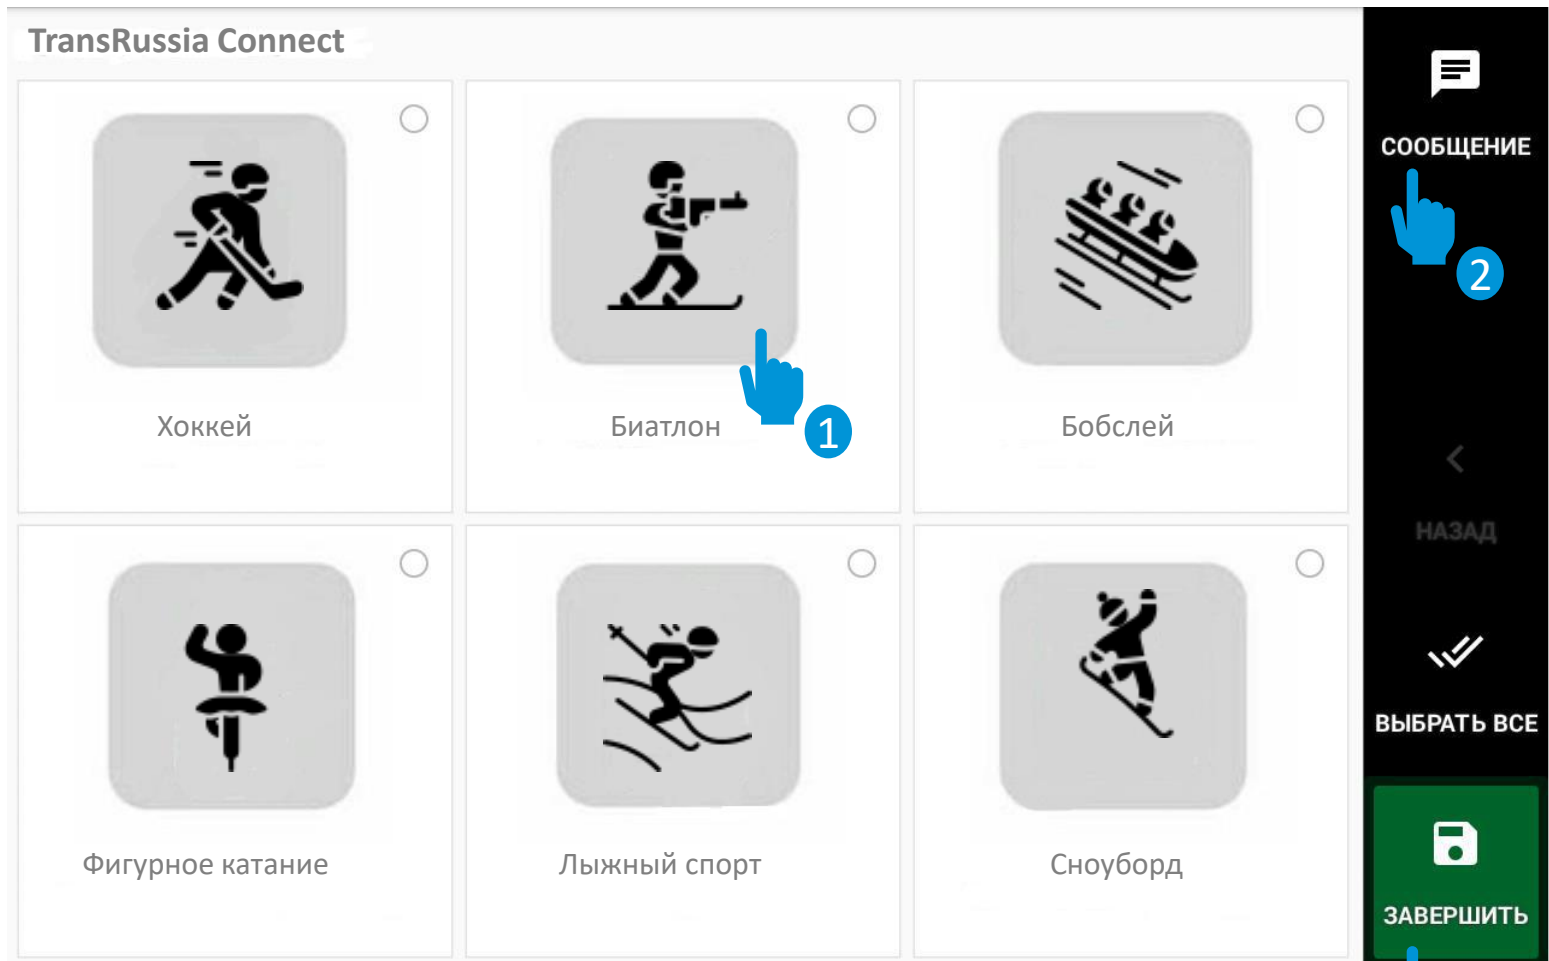 TransRussia Connect
СООБЩЕНИЕ
2
Хоккей
Биатлон
1
Бобслей
НАЗАД
ВЫБРАТЬ ВСЕ
Фигурное катание
Лыжный спорт
Сноуборд
ЗАВЕРШИТЬ